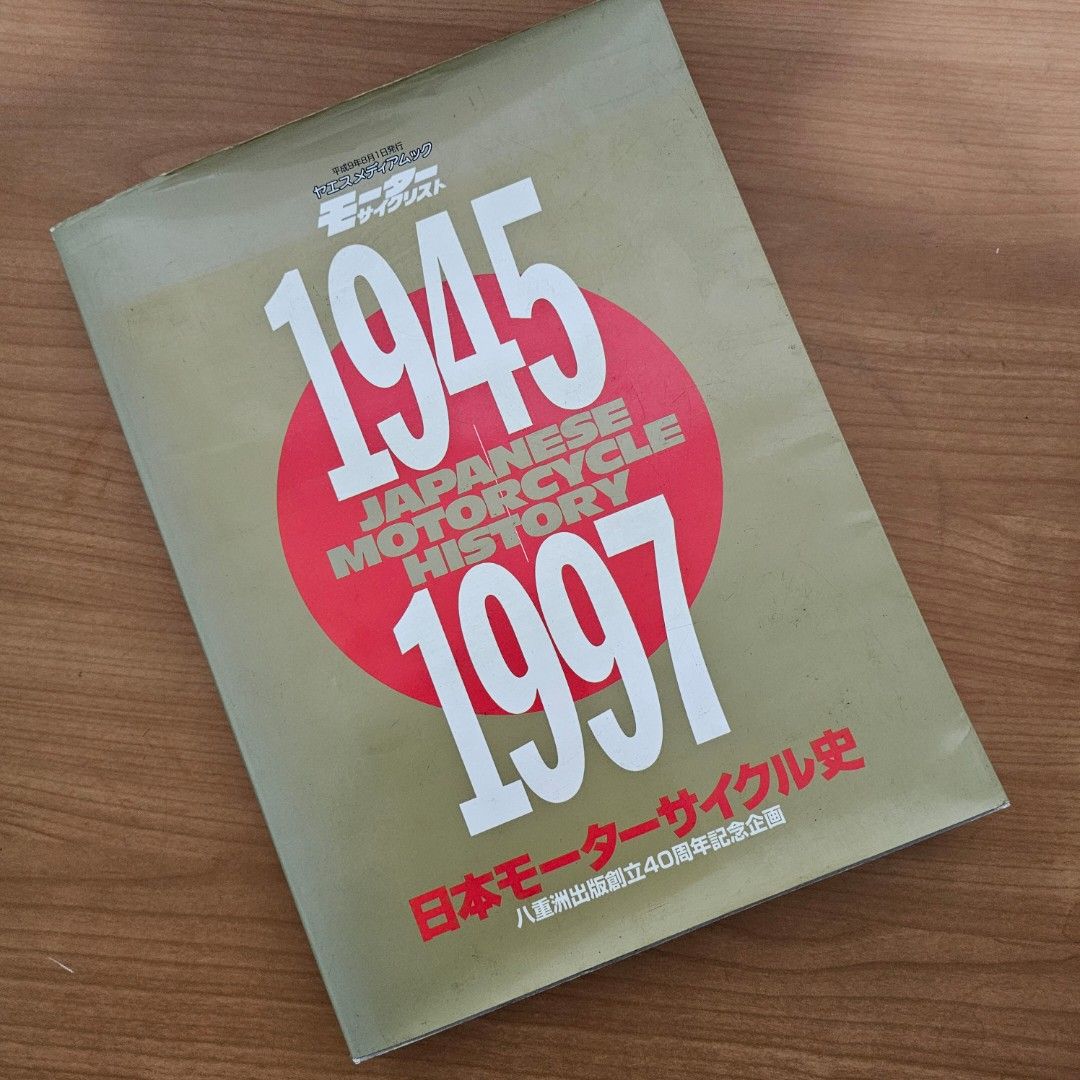 平成9年8月1日発行
ヤエスメディアムック
モーター
サイクリスト
1945
JAPANESE
MOTORCYCLE
HISTORY
1997
日本モーターサイクル史
八重洲出版創立40周年記念企画